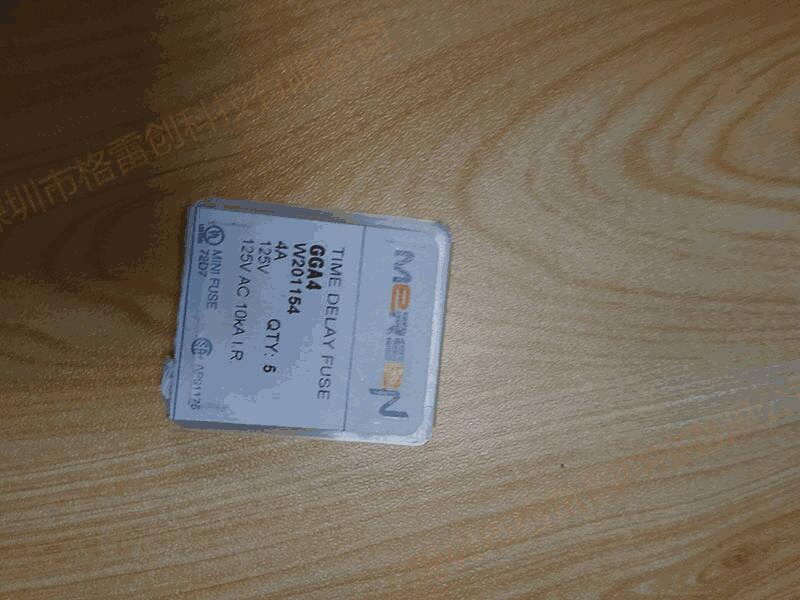 MERSEN
TIME DELAY FUSE
GGA4
W201154
4A QTY: 5
125V
125V AC 10kA I.R.
MINI FUSE
72D7
深圳市格雷创科技有限公司